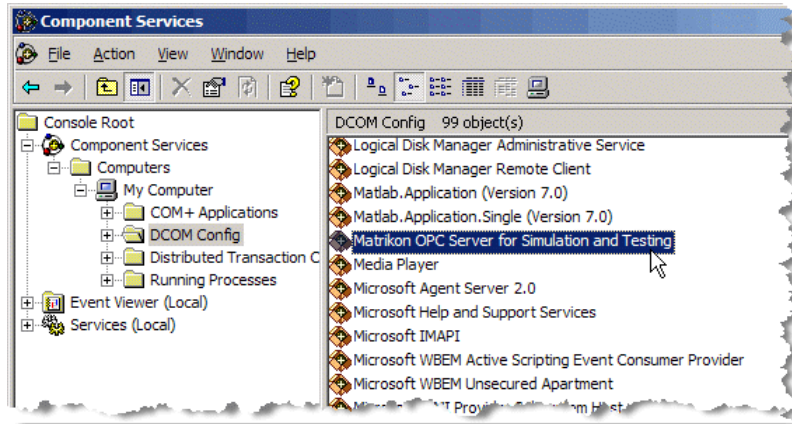 Component Services
File Action View Window Help
Console Root
Component Services
Computers
My Computer
COM+ Applications
DCOM Config
Distributed Transaction C
Running Processes
Event Viewer (Local)
Services (Local)
DCOM Config 99 object(s)
Logical Disk Manager Administrative Service
Logical Disk Manager Remote Client
Matlab.Application (Version 7.0)
Matlab.Application.Single (Version 7.0)
Matrikon OPC Server for Simulation and Testing
Media Player
Microsoft Agent Server 2.0
Microsoft Help and Support Services
Microsoft IMAPI
Microsoft WBEM Active Scripting Event Consumer Provider
Microsoft WBEM Unsecured Apartment